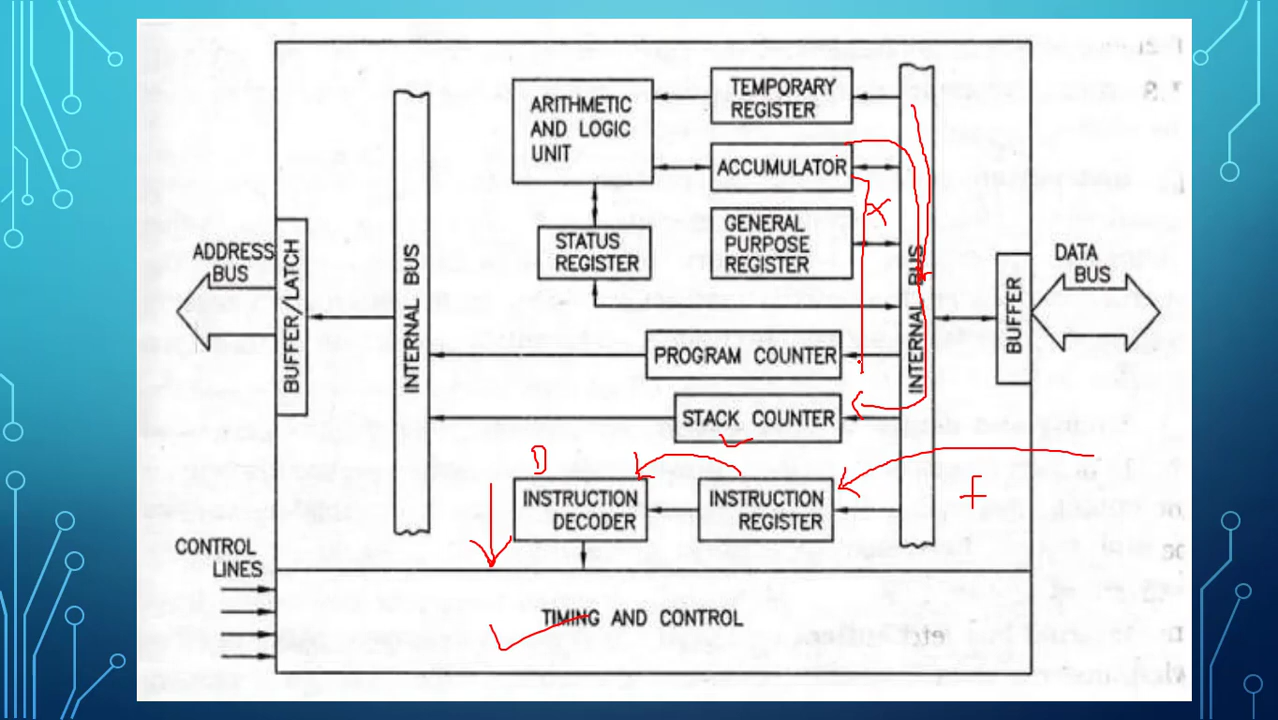 TEMPORARY
REGISTER
ARITHMETIC
AND LOGIC
UNIT
ACCUMULATOR
GENERAL
PURPOSE
REGISTER
STATUS
REGISTER
ADDRESS
BUS
BUFFER/LATCH
INTERNAL BUS
INTERNAL BUS
BUFFER
DATA
BUS
PROGRAM COUNTER
STACK COUNTER
D
F
INSTRUCTION
DECODER
INSTRUCTION
REGISTER
CONTROL
LINES
TIMING AND CONTROL